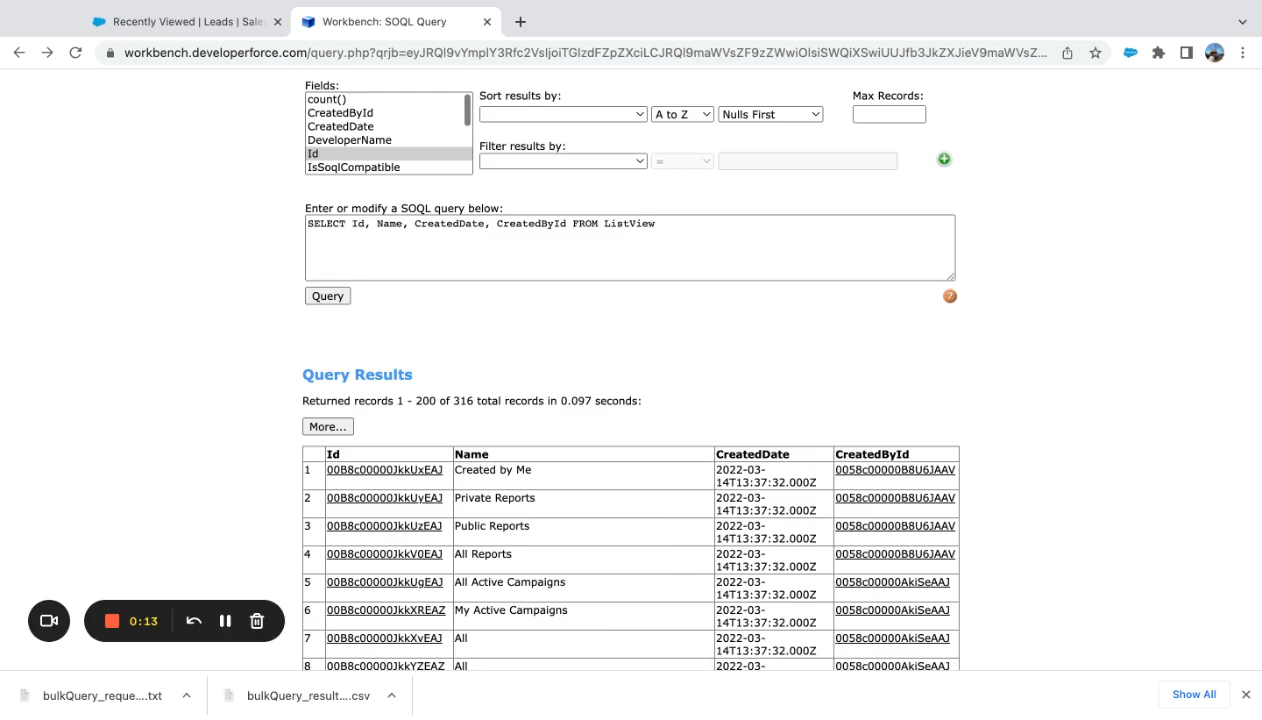 Recently Viewed | Leads | Sale
Workbench: SOQL Query
workbench.developerforce.com/query.php?qrjb=eyJRQl9vYmplY3Rfc2VsIjoiTGlzdFZpZXciLCJRQl9maWVsZF9zZWwiOlsiSWQiXSwiUUJfb3JkZXJieV9maWVsZ...
Fields:
Sort results by:
Max Records:
count()
CreatedById
CreatedDate
DeveloperName
Id
IsSoqlCompatible
A to Z
Nulls First
Filter results by:
=
Enter or modify a SOQL query below:
SELECT Id, Name, CreatedDate, CreatedById FROM ListView
Query
?
Query Results
Returned records 1 - 200 of 316 total records in 0.097 seconds:
More...
Id Name CreatedDate CreatedById
1 00B8c00000JkkUxEAJ Created by Me 2022-03-14T13:37:32.000Z 0058c00000B8U6JAAV
2 00B8c00000JkkUyEAJ Private Reports 2022-03-14T13:37:32.000Z 0058c00000B8U6JAAV
3 00B8c00000JkkUzEAJ Public Reports 2022-03-14T13:37:32.000Z 0058c00000B8U6JAAV
4 00B8c00000JkkV0EAJ All Reports 2022-03-14T13:37:32.000Z 0058c00000B8U6JAAV
5 00B8c00000JkkUgEAJ All Active Campaigns 2022-03-14T13:37:32.000Z 0058c00000AkiSeAAJ
6 00B8c00000JkkXREAZ My Active Campaigns 2022-03-14T13:37:32.000Z 0058c00000AkiSeAAJ
7 00B8c00000JkkXvEAJ All 2022-03-14T13:37:32.000Z 0058c00000AkiSeAAJ
8 00B8c00000JkkYZEAZ All 2022-03- 0058c00000AkiSeAAJ
0:13
bulkQuery_reque....txt
bulkQuery_result....csv
Show All